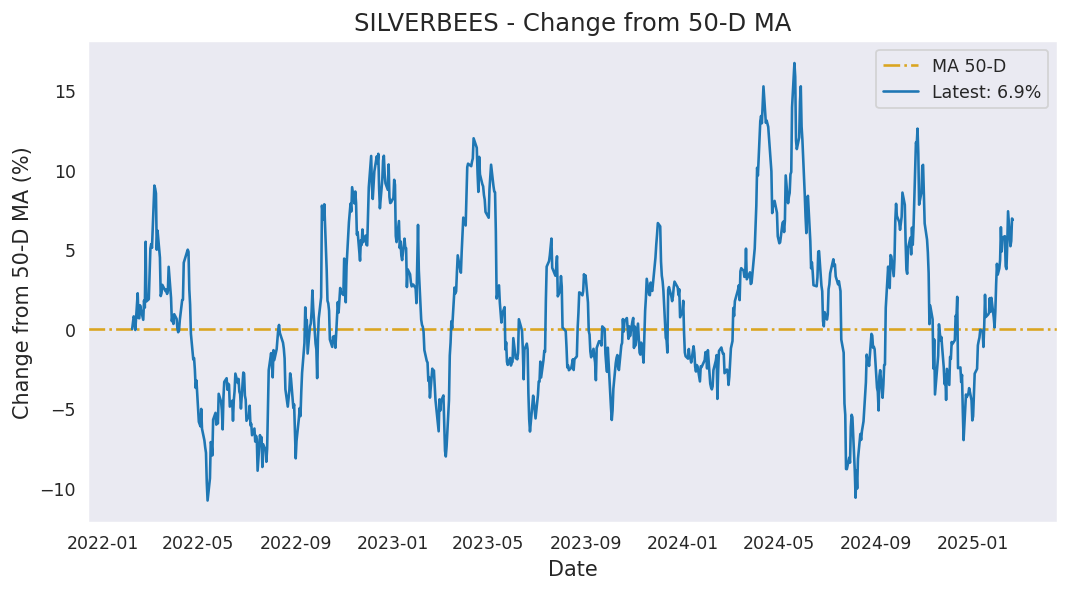 SILVERBEES - Change from 50-D MA
MA 50-D
Latest: 6.9%
Change from 50-D MA (%)
15
10
5
0
−5
−10
2022-01 2022-05 2022-09 2023-01 2023-05 2023-09 2024-01 2024-05 2024-09 2025-01
Date